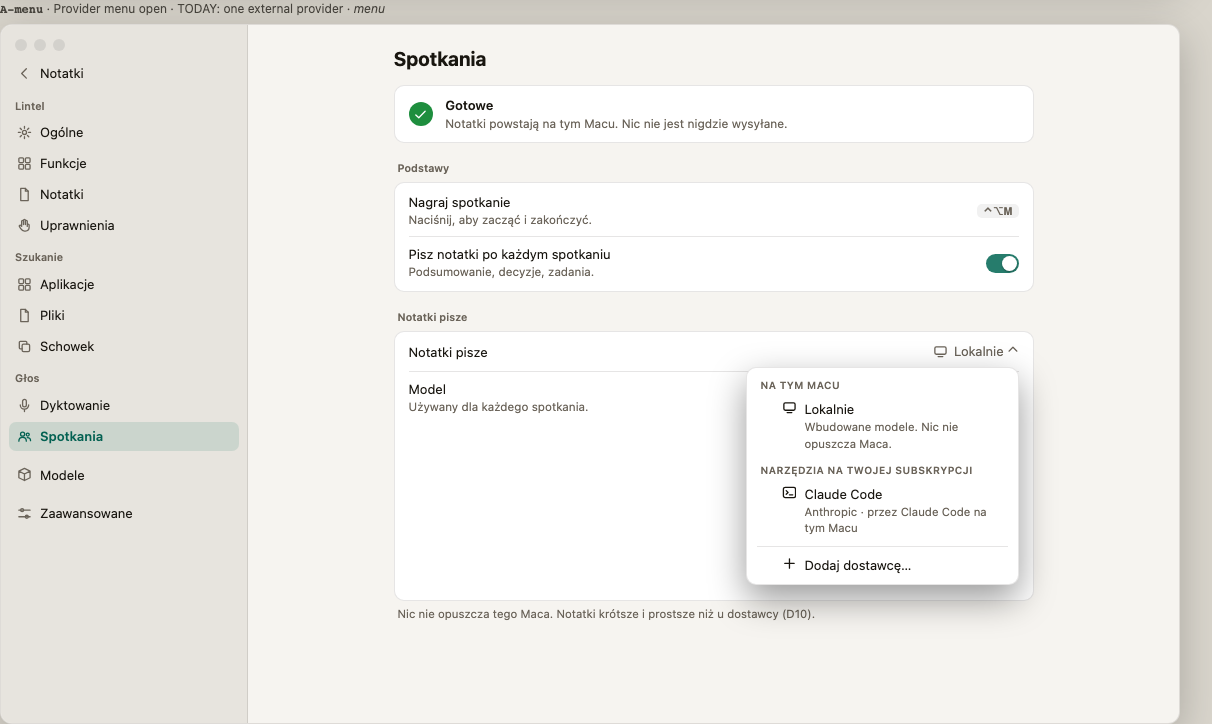 A-menu · Provider menu open · TODAY: one external provider · menu
Notatki
Lintel
Ogólne
Funkcje
Notatki
Uprawnienia
Szukanie
Aplikacje
Pliki
Schowek
Głos
Dyktowanie
Spotkania
Modele
Zaawansowane
Spotkania
Gotowe
Notatki powstają na tym Macu. Nic nie jest nigdzie wysyłane.
Podstawy
Nagraj spotkanie
Naciśnij, aby zacząć i zakończyć.
⌃⌥M
Pisz notatki po każdym spotkaniu
Podsumowanie, decyzje, zadania.
Notatki pisze
Notatki pisze
Lokalnie
Model
Używany dla każdego spotkania.
NA TYM MACU
Lokalnie
Wbudowane modele. Nic nie
opuszcza Maca.
NARZĘDZIA NA TWOJEJ SUBSKRYPCJI
Claude Code
Anthropic · przez Claude Code na
tym Macu
Dodaj dostawcę...
Nic nie opuszcza tego Maca. Notatki krótsze i prostsze niż u dostawcy (D10).